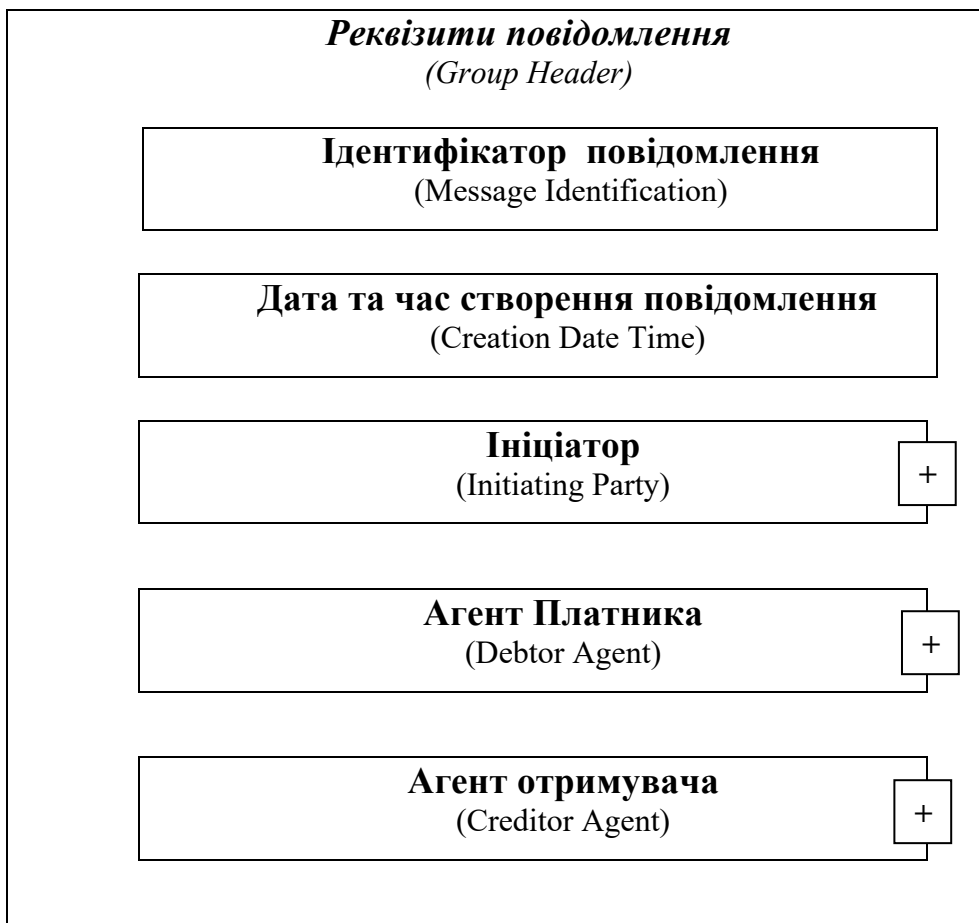 Реквізити повідомлення
(Group Header)
Ідентифікатор повідомлення
(Message Identification)
Дата та час створення повідомлення
(Creation Date Time)
Ініціатор
(Initiating Party)
+
Агент Платника
(Debtor Agent)
+
Агент отримувача
(Creditor Agent)
+